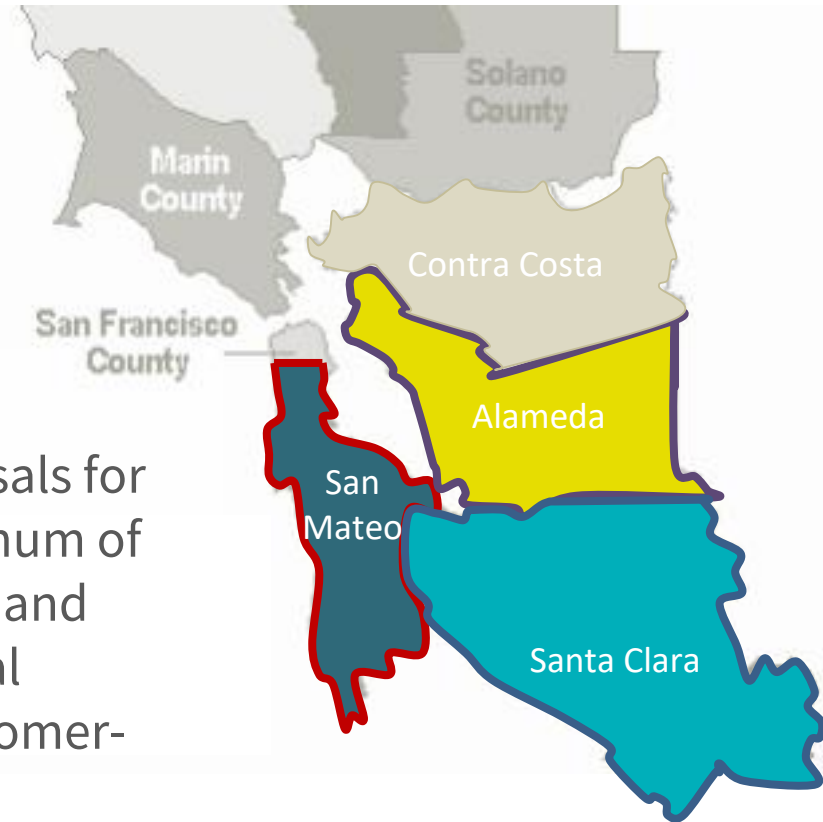 Solano
County
Marin
County
Contra Costa
San Francisco
County
Alameda
San
Mateo
Santa Clara
sals for
num of
and
al
omer-